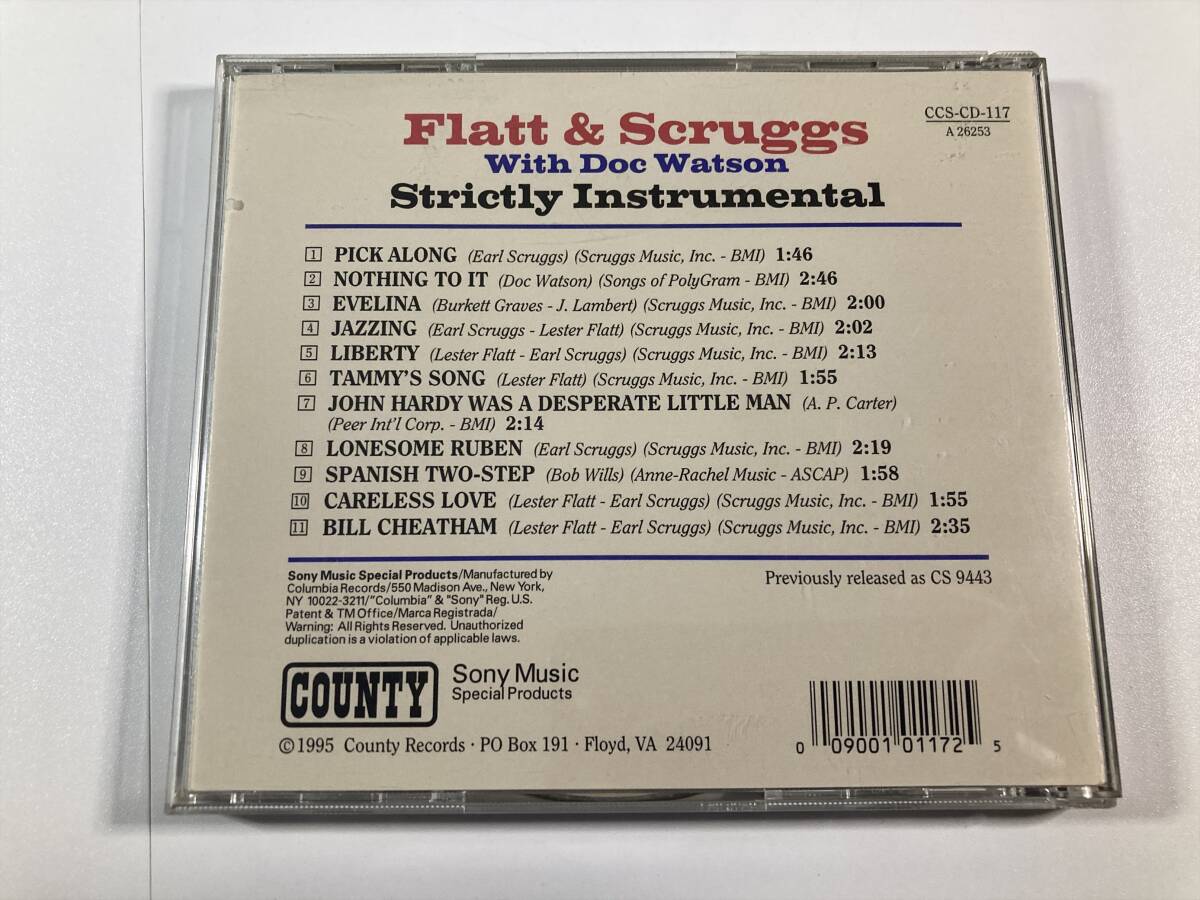 Flatt & Scruggs
With Doc Watson
Strictly Instrumental
CCS-CD-117
A 26253
1 PICK ALONG (Earl Scruggs) (Scruggs Music, Inc. - BMI) 1:46
2 NOTHING TO IT (Doc Watson) (Songs of PolyGram - BMI) 2:46
3 EVELINA (Burkett Graves - J. Lambert) (Scruggs Music, Inc. - BMI) 2:00
4 JAZZING (Earl Scruggs - Lester Flatt) (Scruggs Music, Inc. - BMI) 2:02
5 LIBERTY (Lester Flatt - Earl Scruggs) (Scruggs Music, Inc. - BMI) 2:13
6 TAMMY'S SONG (Lester Flatt) (Scruggs Music, Inc. - BMI) 1:55
7 JOHN HARDY WAS A DESPERATE LITTLE MAN (A. P. Carter)
(Peer Int'l Corp. - BMI) 2:14
8 LONESOME RUBEN (Earl Scruggs) (Scruggs Music, Inc. - BMI) 2:19
9 SPANISH TWO-STEP (Bob Wills) (Anne-Rachel Music - ASCAP) 1:58
10 CARELESS LOVE (Lester Flatt - Earl Scruggs) (Scruggs Music, Inc. - BMI) 1:55
11 BILL CHEATHAM (Lester Flatt - Earl Scruggs) (Scruggs Music, Inc. - BMI) 2:35
Sony Music Special Products/Manufactured by
Columbia Records/550 Madison Ave., New York,
NY 10022-3211/"Columbia" & "Sony" Reg. U.S.
Patent & TM Office/Marca Registrada/
Warning: All Rights Reserved. Unauthorized
duplication is a violation of applicable laws.
Previously released as CS 9443
COUNTY
Sony Music
Special Products
©1995 County Records · PO Box 191 · Floyd, VA 24091
0 09001 01172 5